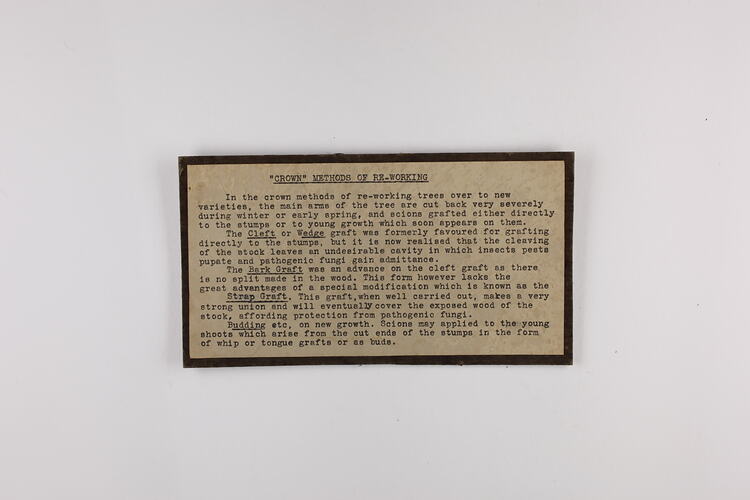 "CROWN" METHODS OF RE-WORKING
In the crown methods of re-working trees over to new
varieties, the main arms of the tree are cut back very severely
during winter or early spring, and scions grafted either directly
to the stumps or to young growth which soon appears on them.
The Cleft or Wedge graft was formerly favoured for grafting
directly to the stumps, but it is now realised that the cleaving
of the stock leaves an undesirable cavity in which insects pests
pupate and pathogenic fungi gain admittance.
The Bark Graft was an advance on the cleft graft as there
is no split made in the wood. This form however lacks the
great advantages of a special modification which is known as the
Strap Graft. This graft,when well carried out, makes a very
strong union and will eventually cover the exposed wood of the
stock, affording protection from pathogenic fungi.
Budding etc, on new growth. Scions may applied to the young
shoots which arise from the cut ends of the stumps in the form
of whip or tongue grafts or as buds.